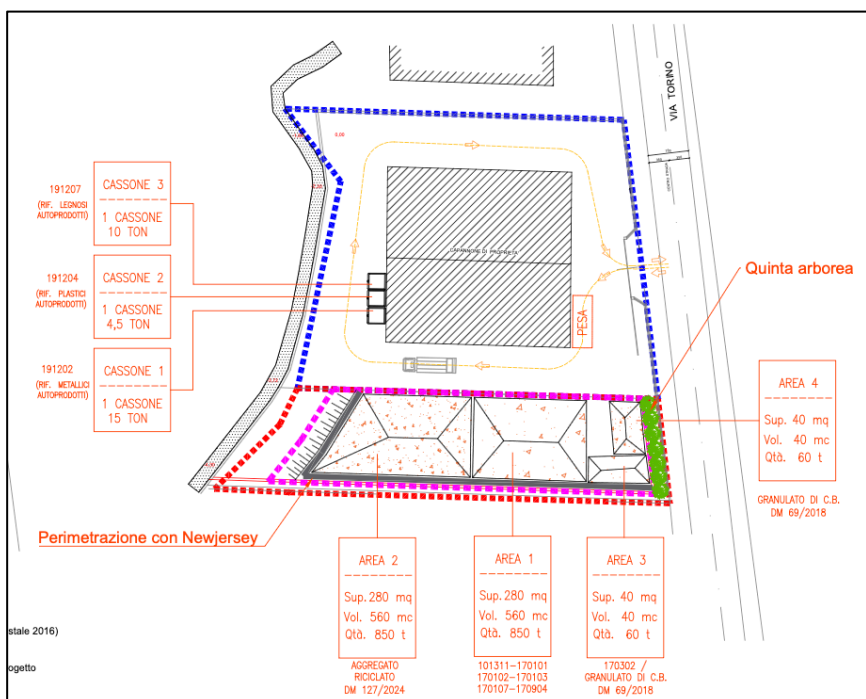 VIA TORINO
0,00
CASSONE 3
1 CASSONE
10 TON
191207
(RIF. LEGNOSI
AUTOPRODOTTI)
CASSONE 2
1 CASSONE
4,5 TON
191204
(RIF. PLASTICI
AUTOPRODOTTI)
CASSONE 1
1 CASSONE
15 TON
191202
(RIF. METALLICI
AUTOPRODOTTI)
CAPANNONE DI PROPRIETA'
PESA
Quinta arborea
AREA 4
Sup. 40 mq
Vol. 40 mc
Qtà. 60 t
GRANULATO DI C.B.
DM 69/2018
Perimetrazione con Newjersey
AREA 2
Sup. 280 mq
Vol. 560 mc
Qtà. 850 t
AGGREGATO
RICICLATO
DM 127/2024
AREA 1
Sup. 280 mq
Vol. 560 mc
Qtà. 850 t
101311-170101
170102-170103
170107-170904
AREA 3
Sup. 40 mq
Vol. 40 mc
Qtà. 60 t
170302 /
GRANULATO DI C.B.
DM 69/2018
stale 2016)
ogetto